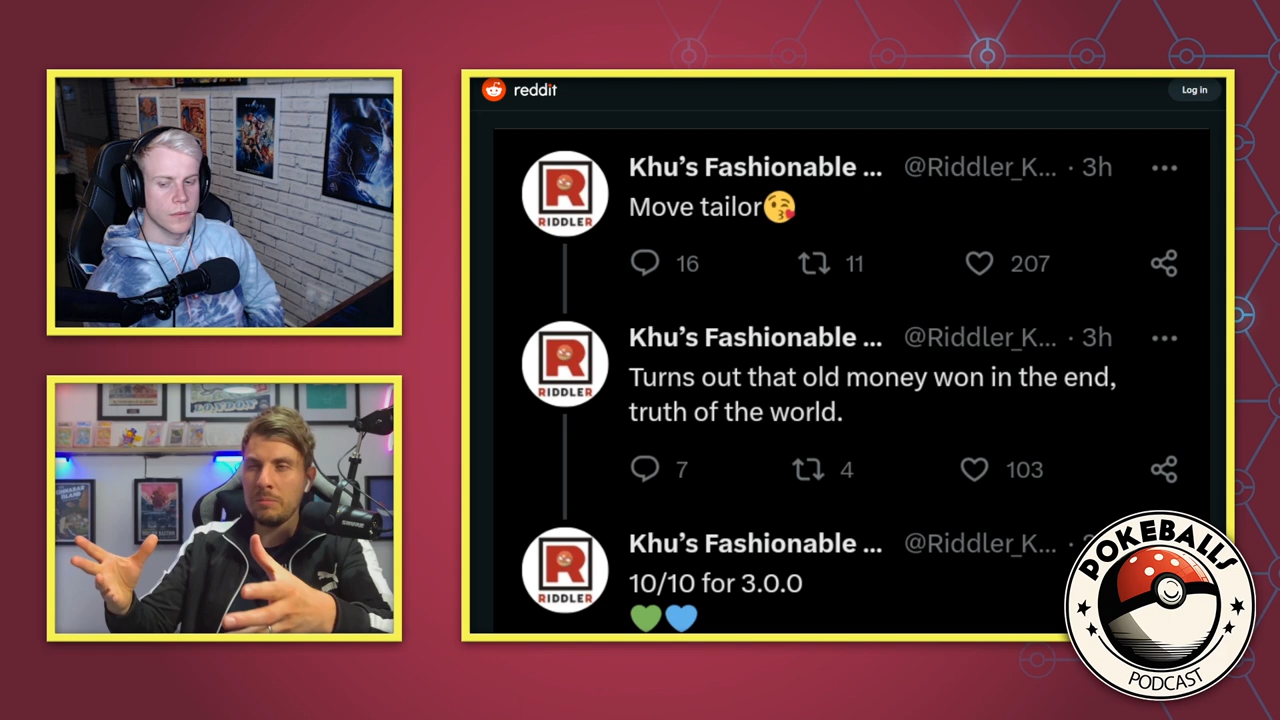 reddit
Log in
Khu’s Fashionable ... @Riddler_K... · 3h
Move tailor😘
16 11 207
Khu’s Fashionable ... @Riddler_K... · 3h
Turns out that old money won in the end,
truth of the world.
7 4 103
Khu’s Fashionable ... @Riddler_K... ·
10/10 for 3.0.0
💚💙
RIDDLER
RIDDLER
RIDDLER
LONDON
SHURE
POKEBALLS
PODCAST